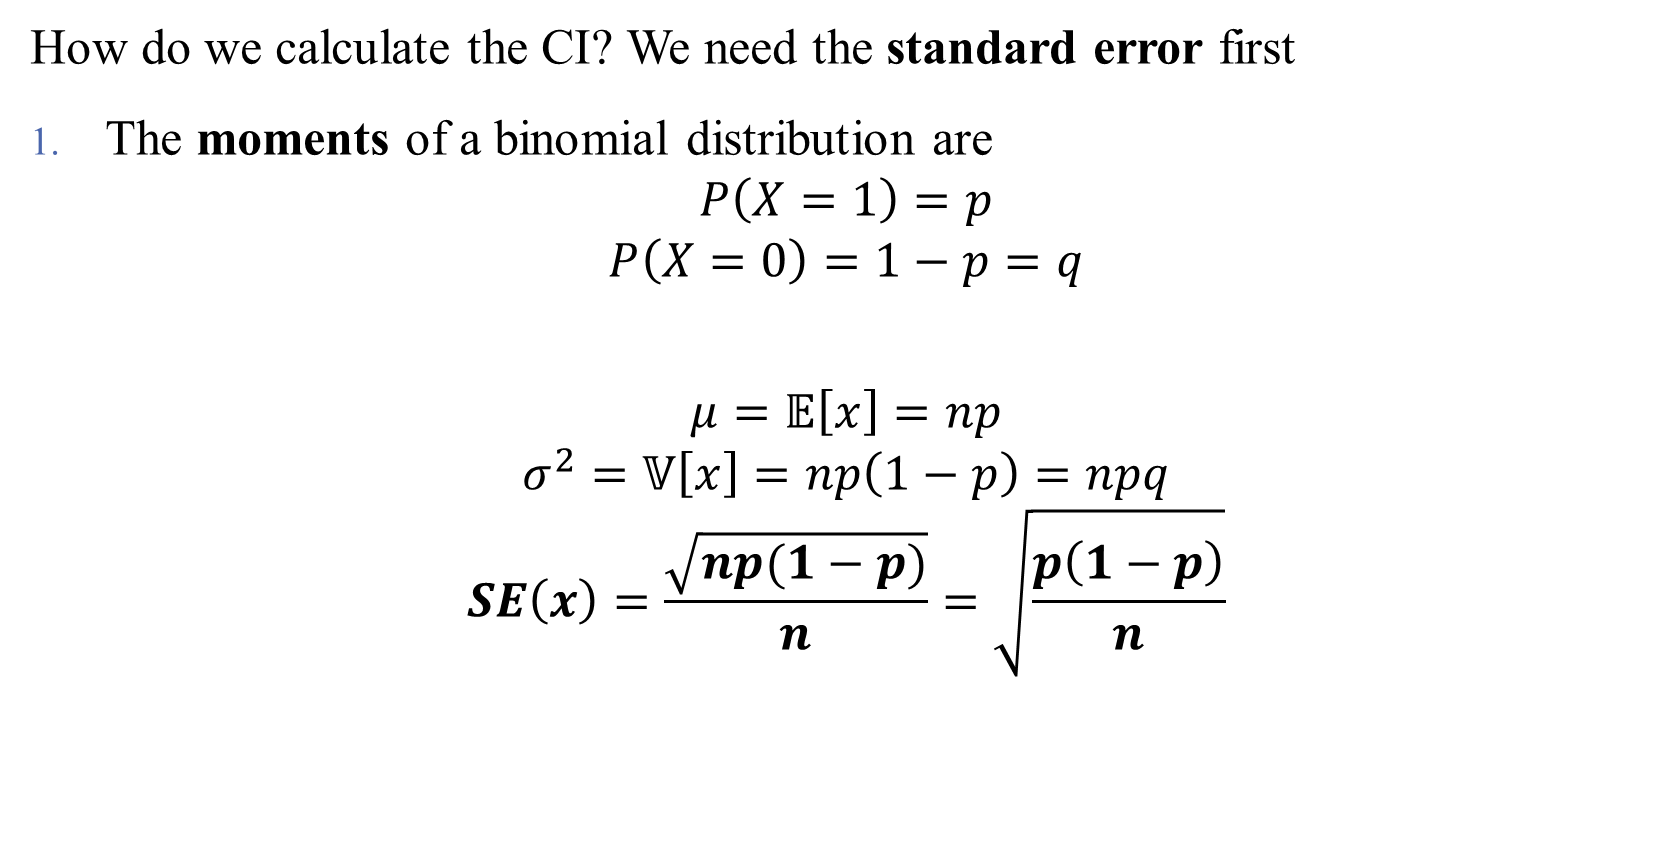 How do we calculate the CI? We need the standard error first
1. The moments of a binomial distribution are
P(X = 1) = p
P(X = 0) = 1 − p = q
μ = 𝔼[x] = np
σ² = 𝕍[x] = np(1 − p) = npq
SE(x) = √(np(1 − p)) / n = √(p(1 − p) / n)